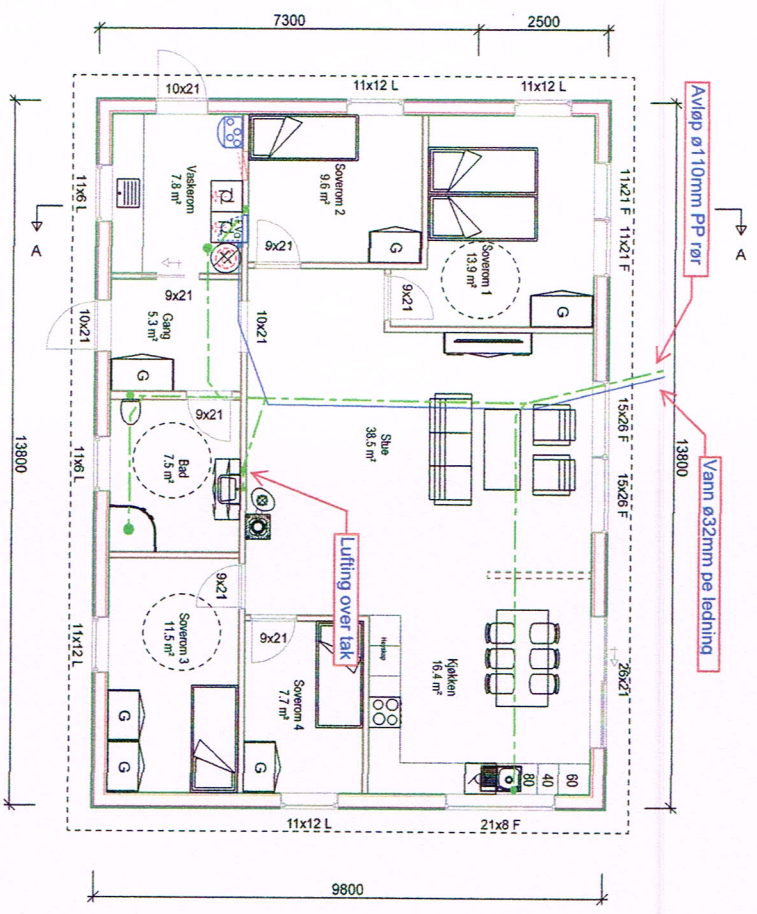 7300
2500
10x21
11x12 L
11x12 L
Avløp ø110mm PP rør
Vaskerom
7.8 m²
Soverom 2
9.6 m²
Soverom 1
13.9 m²
11x21 F
11x21 F
11x6 L
A
A
9x21
G
9x21
G
9x21
Gang
5.3 m²
10x21
10x21
G
9x21
Stue
38.5 m²
15x26 F
15x26 F
13800
13800
Vann ø32mm pe ledning
11x6 L
Bad
7.5 m²
Lufting over tak
9x21
Soverom 3
11.5 m²
11x12 L
9x21
Høyskap
Soverom 4
7.7 m²
Kjøkken
16.4 m²
26x21
G
G
G
80
40
60
11x12 L
21x8 F
9800